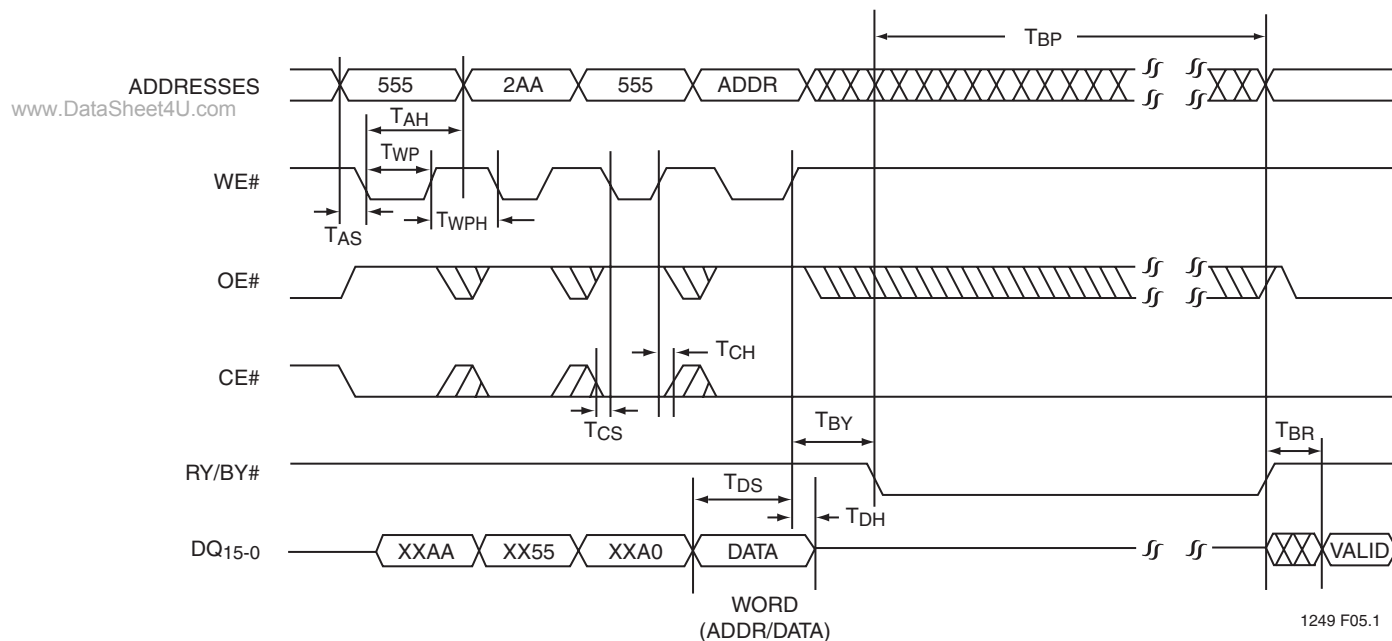 TBP
ADDRESSES 555 2AA 555 ADDR
www.DataSheet4U.com
TAH
TWP
WE#
TAS TWPH
OE#
TCH
CE#
TCS
TBY
TBR
RY/BY#
TDS
TDH
DQ15-0 XXAA XX55 XXA0 DATA VALID
WORD
(ADDR/DATA)
1249 F05.1